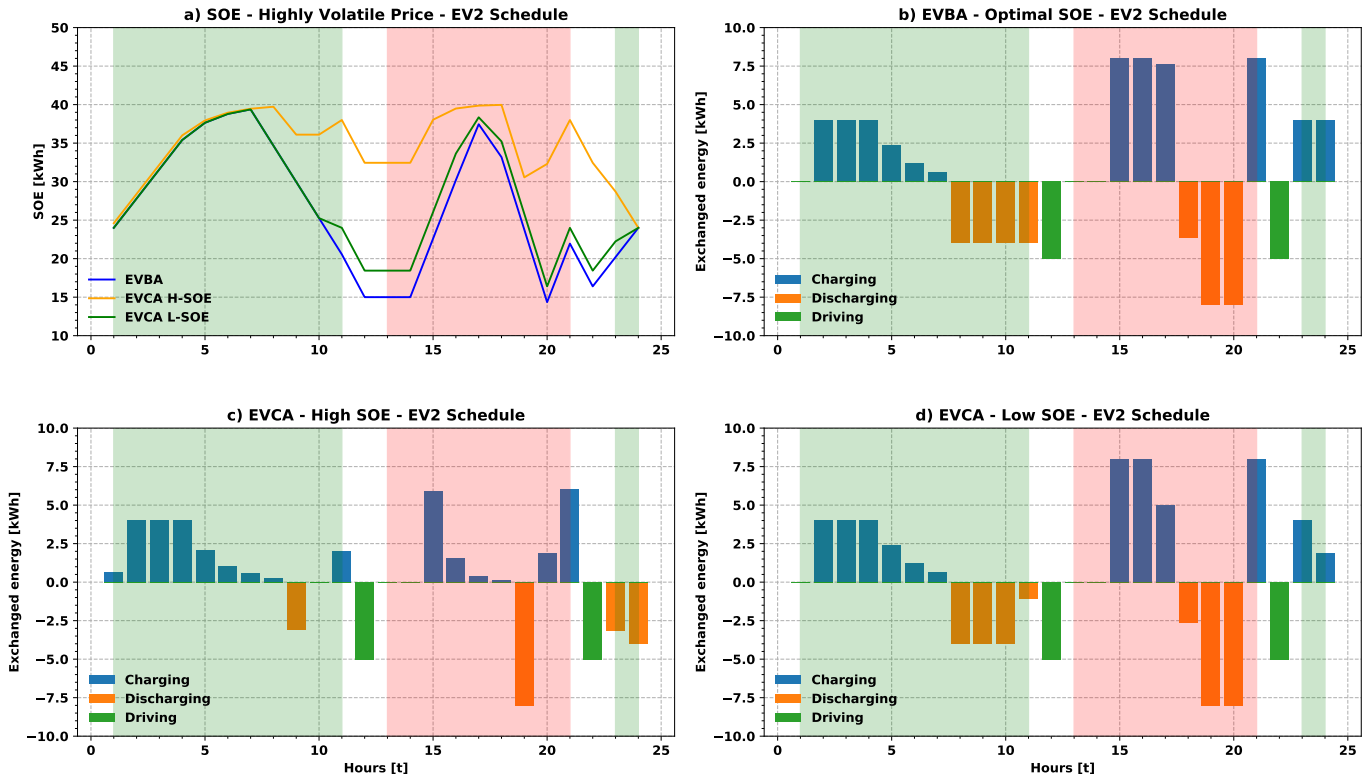 a) SOE - Highly Volatile Price - EV2 Schedule
SOE [kWh]
50
45
40
35
30
25
20
15
10
EVBA
EVCA H-SOE
EVCA L-SOE
0 5 10 15 20 25
b) EVBA - Optimal SOE - EV2 Schedule
Exchanged energy [kWh]
10.0
7.5
5.0
2.5
0.0
−2.5
−5.0
−7.5
−10.0
Charging
Discharging
Driving
0 5 10 15 20 25
c) EVCA - High SOE - EV2 Schedule
Exchanged energy [kWh]
10.0
7.5
5.0
2.5
0.0
−2.5
−5.0
−7.5
−10.0
Charging
Discharging
Driving
0 5 10 15 20 25
Hours [t]
d) EVCA - Low SOE - EV2 Schedule
Exchanged energy [kWh]
10.0
7.5
5.0
2.5
0.0
−2.5
−5.0
−7.5
−10.0
Charging
Discharging
Driving
0 5 10 15 20 25
Hours [t]